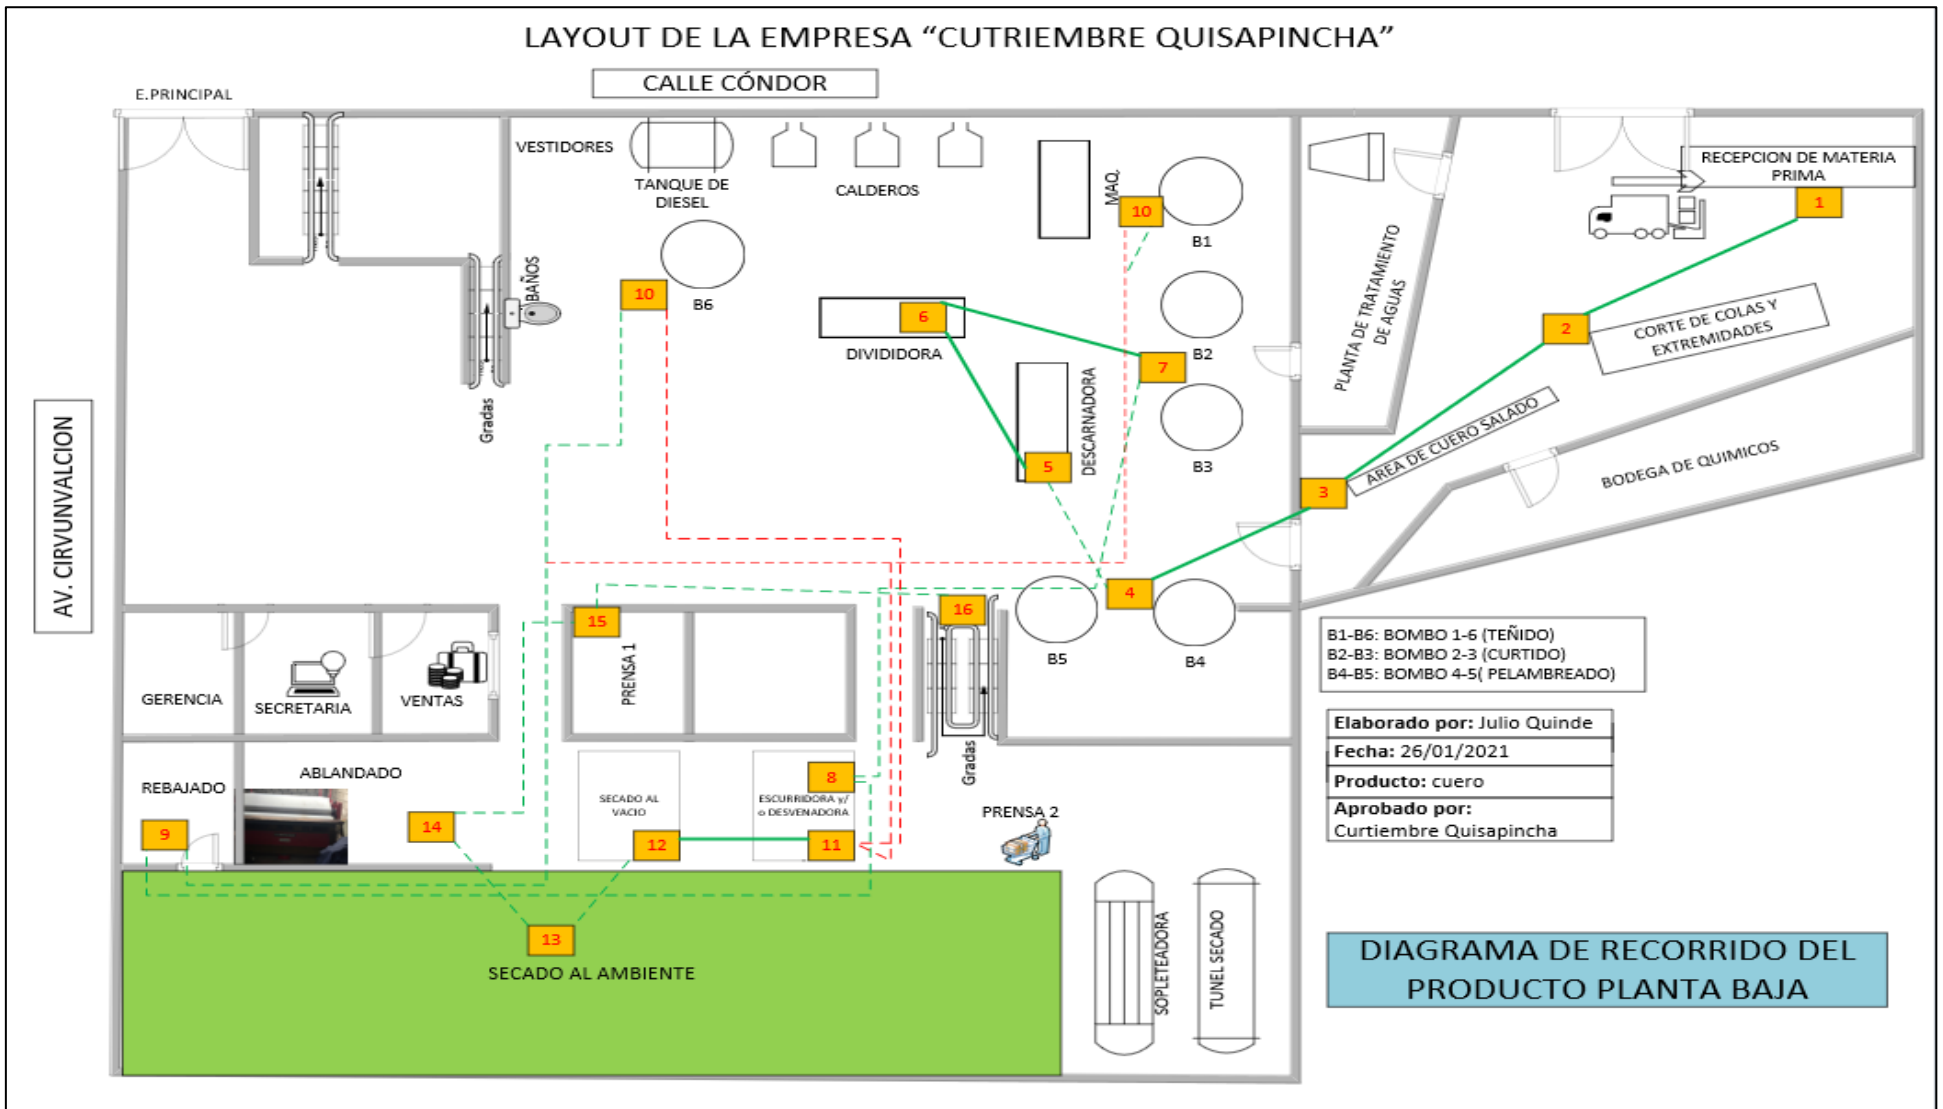 LAYOUT DE LA EMPRESA “CUTRIEMBRE QUISAPINCHA”
CALLE CÓNDOR
E.PRINCIPAL
VESTIDORES
TANQUE DE
DIESEL
CALDEROS
MAQ.
10
B1
RECEPCION DE MATERIA
PRIMA
1
BAÑOS
10
B6
6
DIVIDIDORA
B2
7
PLANTA DE TRATAMIENTO
DE AGUAS
2
CORTE DE COLAS Y
EXTREMIDADES
Gradas
5
DESCARNADORA
B3
3
AREA DE CUERO SALADO
BODEGA DE QUIMICOS
AV. CIRVUNVALCION
4
B5
B4
15
16
PRENSA 1
GERENCIA
SECRETARIA
VENTAS
Gradas
B1-B6: BOMBO 1-6 (TEÑIDO)
B2-B3: BOMBO 2-3 (CURTIDO)
B4-B5: BOMBO 4-5( PELAMBREADO)
Elaborado por: Julio Quinde
Fecha: 26/01/2021
Producto: cuero
Aprobado por:
Curtiembre Quisapincha
REBAJADO
ABLANDADO
9
14
SECADO AL
VACIO
12
8
ESCURRIDORA y/
o DESVENADORA
11
PRENSA 2
13
SECADO AL AMBIENTE
SOPLETEADORA
TUNEL SECADO
DIAGRAMA DE RECORRIDO DEL
PRODUCTO PLANTA BAJA